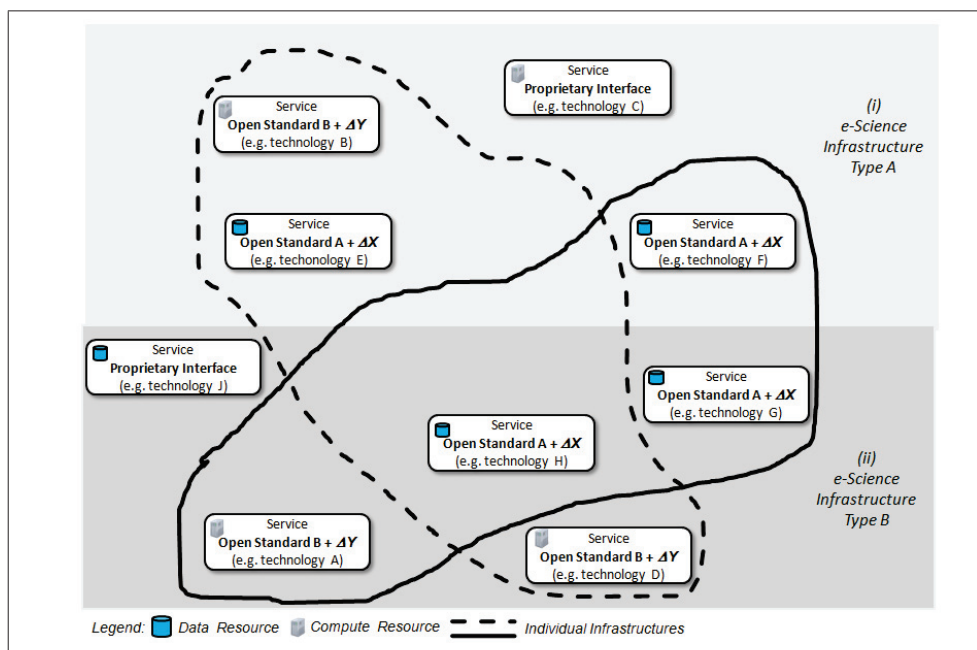 Service
Proprietary Interface
(e.g. technology C)
Service
Open Standard B + ΔY
(e.g. technology B)
(i)
e-Science
Infrastructure
Type A
Service
Open Standard A + ΔX
(e.g. techonology E)
Service
Open Standard A + ΔX
(e.g. technology F)
Service
Proprietary Interface
(e.g. technology J)
Service
Open Standard A + ΔX
(e.g. technology G)
Service
Open Standard A + ΔX
(e.g. technology H)
(ii)
e-Science
Infrastructure
Type B
Service
Open Standard B + ΔY
(e.g. technology A)
Service
Open Standard B + ΔY
(e.g. technology D)
Legend: Data Resource Compute Resource Individual Infrastructures